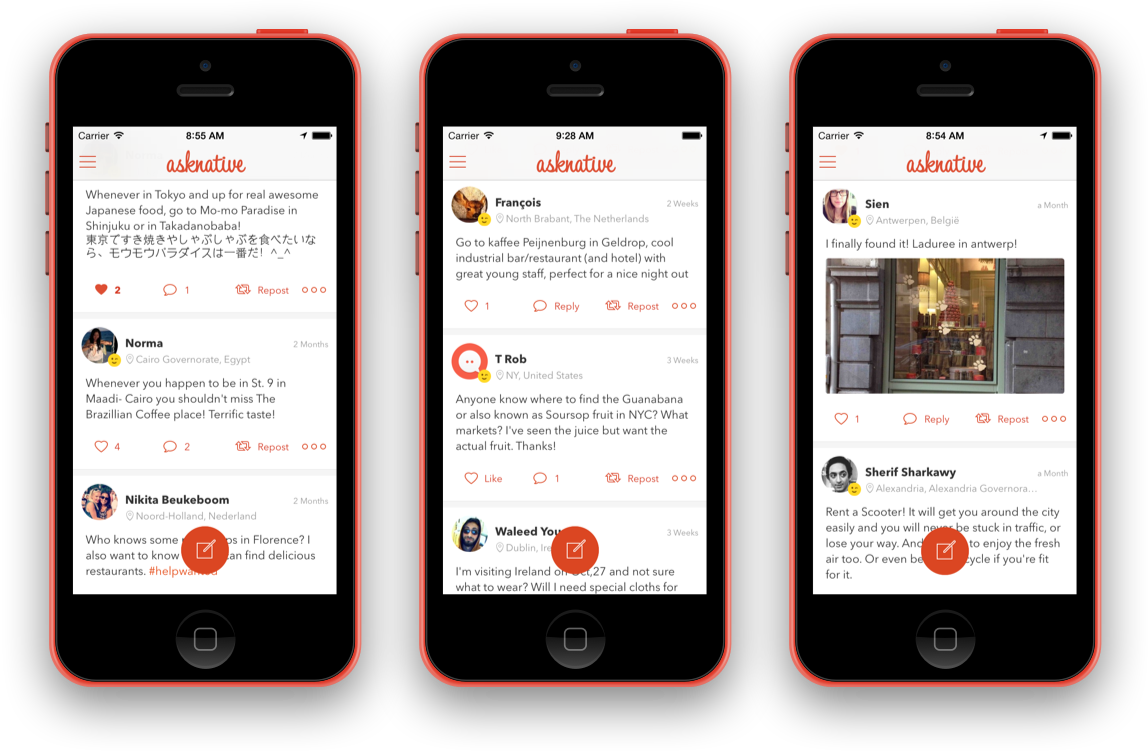 Carrier 8:55 AM
asknative
Whenever in Tokyo and up for real awesome
Japanese food, go to Mo-mo Paradise in
Shinjuku or in Takadanobaba!
東京ですき焼きやしゃぶしゃぶを食べたいな
ら、モウモウパラダイスは一番だ! ^_^
2 1 Repost
Norma 2 Months
Cairo Governorate, Egypt
Whenever you happen to be in St. 9 in
Maadi- Cairo you shouldn't miss The
Brazillian Coffee place! Terrific taste!
4 2 Repost
Nikita Beukeboom 2 Months
Noord-Holland, Nederland
Who knows some ps in Florence? I
also want to know can find delicious
restaurants. #helpwanted
Carrier 9:28 AM
asknative
François 2 Weeks
North Brabant, The Netherlands
Go to kaffee Peijnenburg in Geldrop, cool
industrial bar/restaurant (and hotel) with
great young staff, perfect for a nice night out
1 Reply Repost
T Rob 3 Weeks
NY, United States
Anyone know where to find the Guanabana
or also known as Soursop fruit in NYC? What
markets? I've seen the juice but want the
actual fruit. Thanks!
Like 1 Repost
Waleed You 3 Weeks
Dublin, Ire
I'm visiting Ireland on Oct,27 and not sure
what to wear? Will I need special cloths for
Carrier 8:54 AM
asknative
Sien a Month
Antwerpen, België
I finally found it! Laduree in antwerp!
1 Reply Repost
Sherif Sharkawy a Month
Alexandria, Alexandria Governora...
Rent a Scooter! It will get you around the city
easily and you will never be stuck in traffic, or
lose your way. And to enjoy the fresh
air too. Or even be cycle if you're fit
for it.